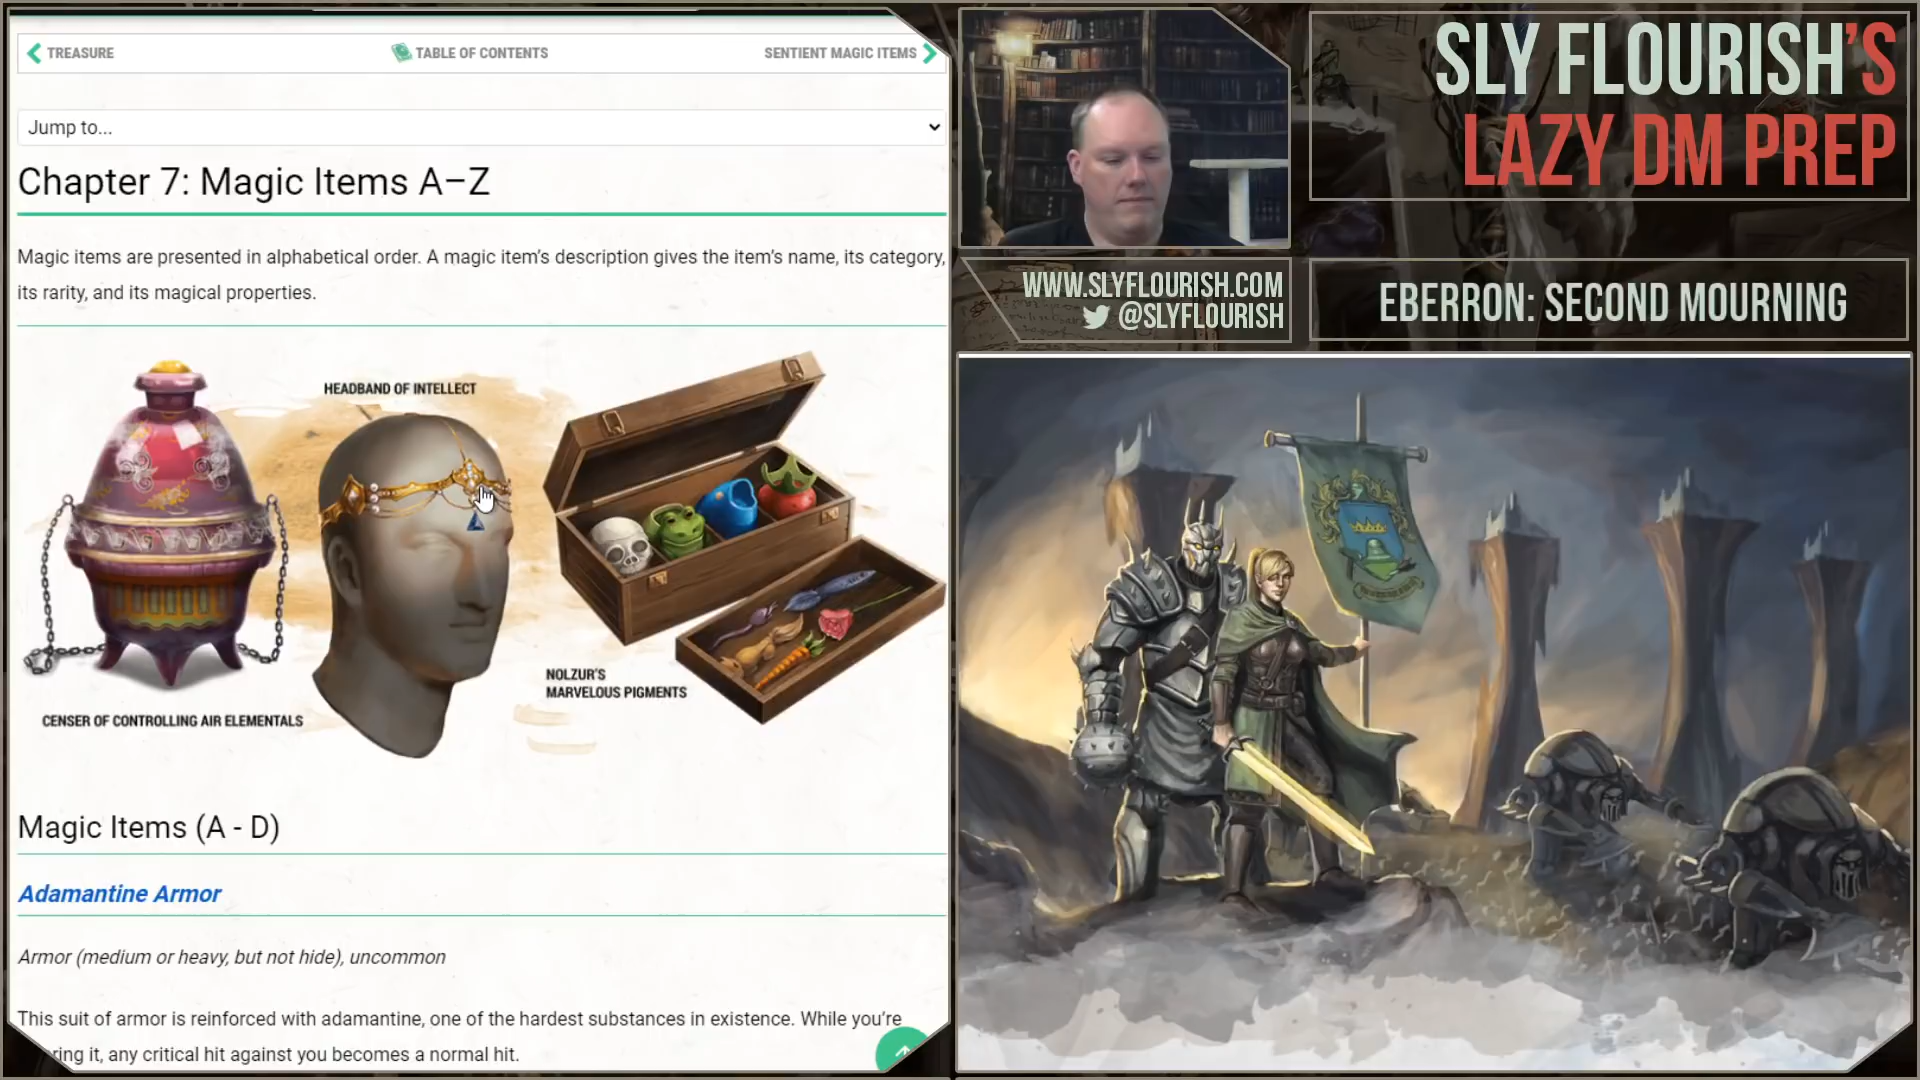 TREASURE
TABLE OF CONTENTS
SENTIENT MAGIC ITEMS
Jump to...
Chapter 7: Magic Items A–Z
Magic items are presented in alphabetical order. A magic item's description gives the item's name, its category,
its rarity, and its magical properties.
HEADBAND OF INTELLECT
NOLZUR'S
MARVELOUS PIGMENTS
CENSER OF CONTROLLING AIR ELEMENTALS
Magic Items (A - D)
Adamantine Armor
Armor (medium or heavy, but not hide), uncommon
This suit of armor is reinforced with adamantine, one of the hardest substances in existence. While you're
ring it, any critical hit against you becomes a normal hit.
SLY FLOURISH'S
LAZY DM PREP
WWW.SLYFLOURISH.COM
@SLYFLOURISH
EBERRON: SECOND MOURNING